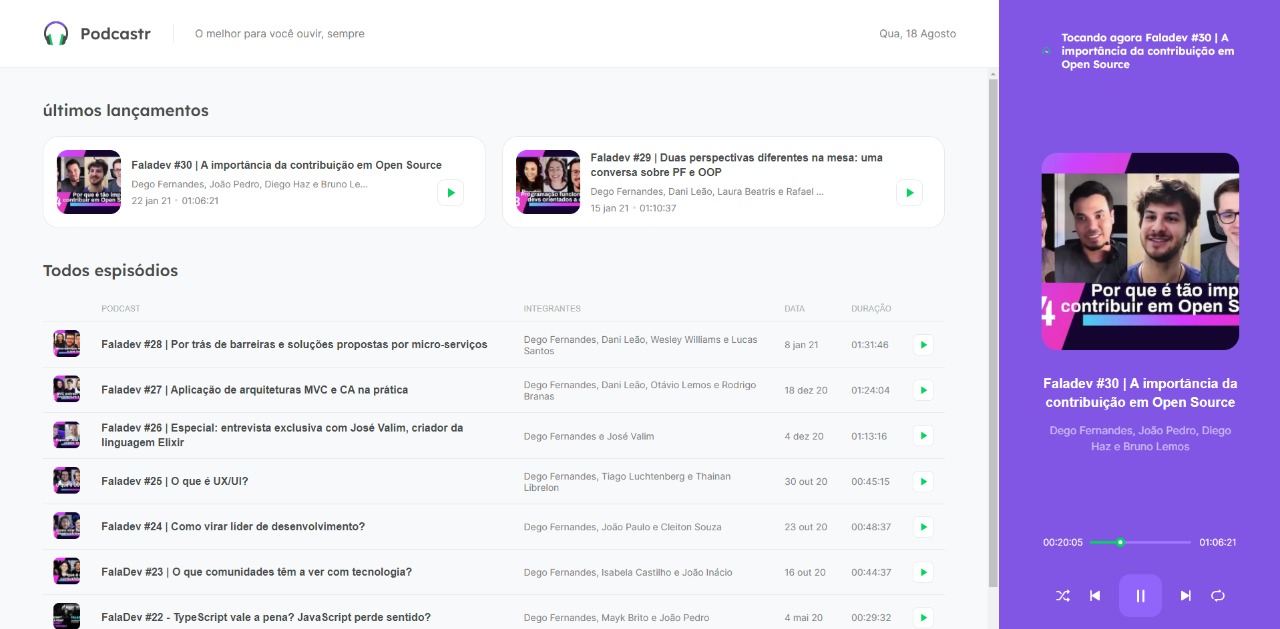 Podcastr
O melhor para você ouvir, sempre
Qua, 18 Agosto
últimos lançamentos
Faladev #30 | A importância da contribuição em Open Source
Dego Fernandes, João Pedro, Diego Haz e Bruno Le...
22 jan 21 • 01:06:21
Por que é tão imp
4 contribuir em Open S
Faladev #29 | Duas perspectivas diferentes na mesa: uma
conversa sobre PF e OOP
Dego Fernandes, Dani Leão, Laura Beatris e Rafael ...
15 jan 21 • 01:10:37
Todos espisódios
PODCAST INTEGRANTES DATA DURAÇÃO
Faladev #28 | Por trás de barreiras e soluções propostas por micro-serviços
Dego Fernandes, Dani Leão, Wesley Williams e Lucas
Santos
8 jan 21
01:31:46
Faladev #27 | Aplicação de arquiteturas MVC e CA na prática
Dego Fernandes, Dani Leão, Otávio Lemos e Rodrigo
Branas
18 dez 20
01:24:04
Faladev #26 | Especial: entrevista exclusiva com José Valim, criador da
linguagem Elixir
Dego Fernandes e José Valim
4 dez 20
01:13:16
Faladev #25 | O que é UX/UI?
Dego Fernandes, Tiago Luchtenberg e Thainan
Librelon
30 out 20
00:45:15
Faladev #24 | Como virar líder de desenvolvimento?
Dego Fernandes, João Paulo e Cleiton Souza
23 out 20
00:48:37
FalaDev #23 | O que comunidades têm a ver com tecnologia?
Dego Fernandes, Isabela Castilho e João Inácio
16 out 20
00:44:37
FalaDev #22 - TypeScript vale a pena? JavaScript perde sentido?
Dego Fernandes, Mayk Brito e João Pedro
4 mai 20
00:29:32
Tocando agora Faladev #30 | A
importância da contribuição em
Open Source
Por que é tão imp
4 contribuir em Open S
Faladev #30 | A importância da
contribuição em Open Source
Dego Fernandes, João Pedro, Diego
Haz e Bruno Lemos
00:20:05
01:06:21